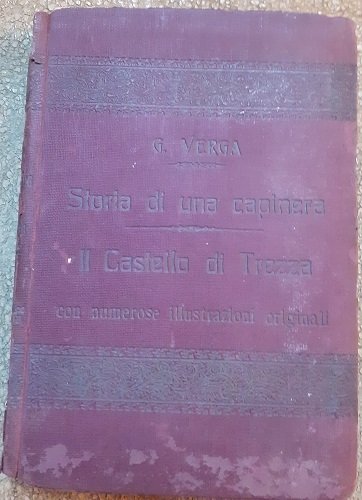 G. VERGA
Storia di una capinera
Il Castello di Trezza
con numerose illustrazioni originali